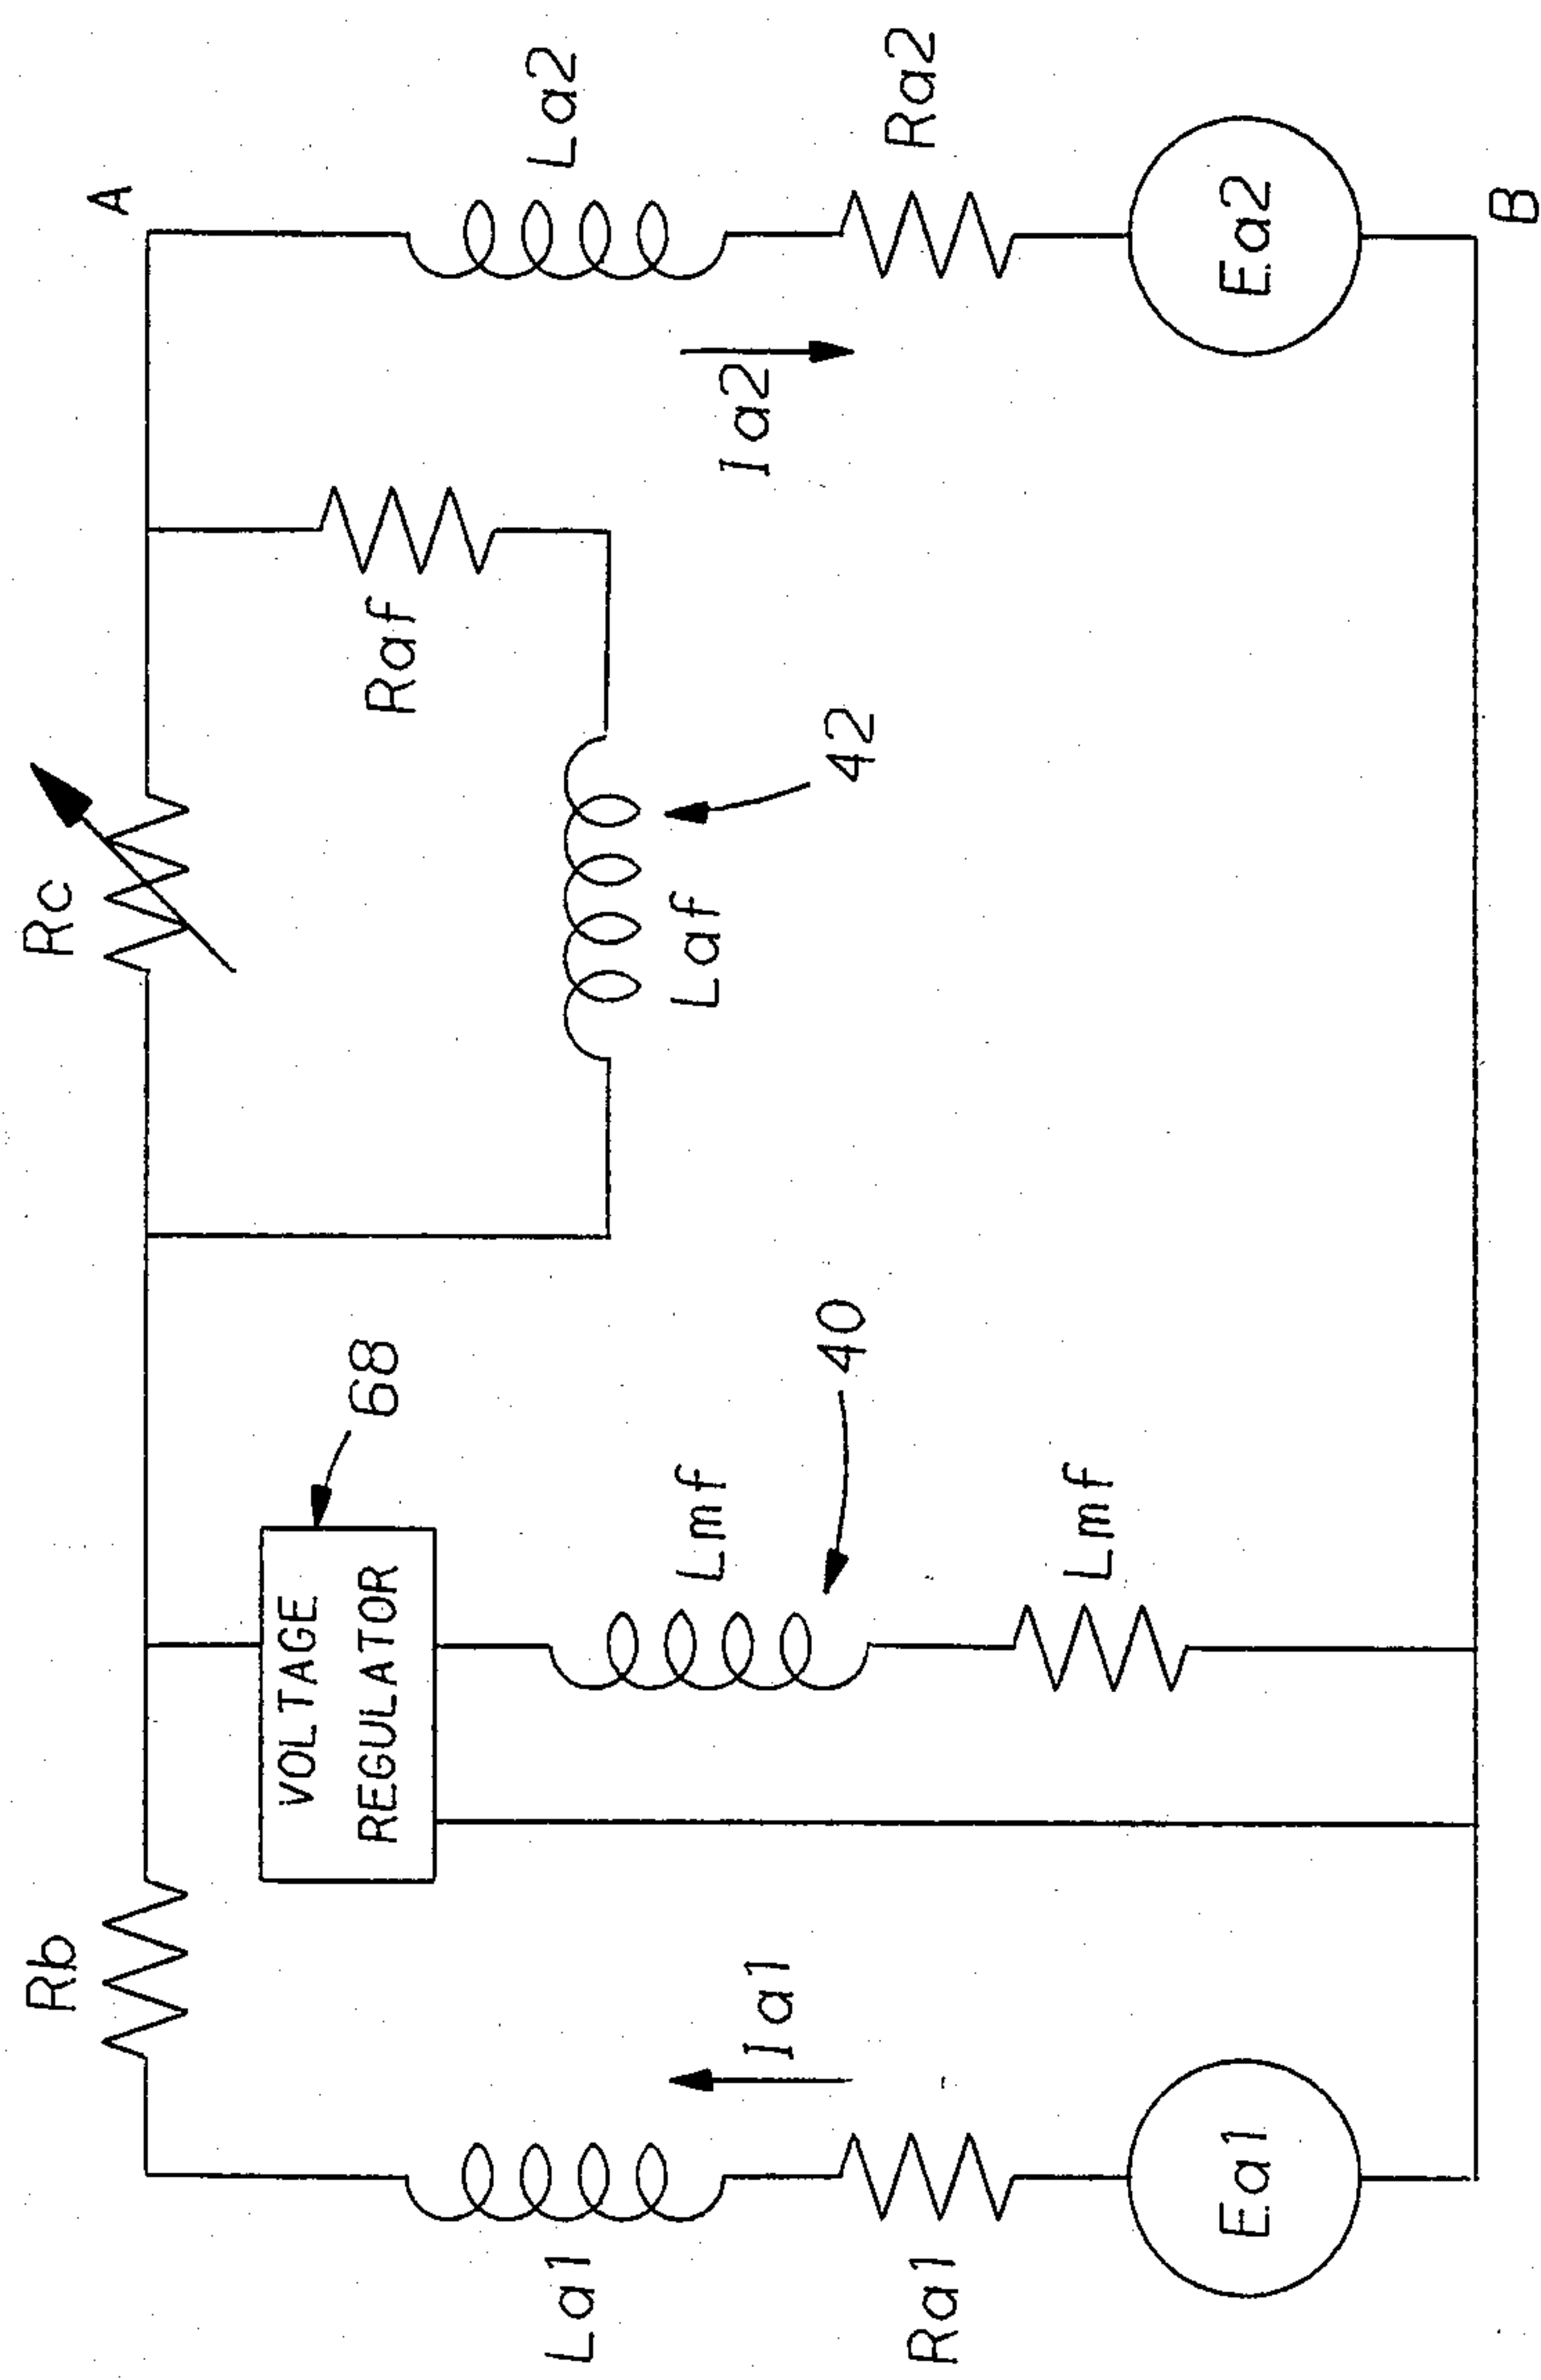 Rb
Rc
A
VOLTAGE
REGULATOR
68
Raf
La1
La2
Lmf
Laf
Ia1
Ia2
40
42
Ra1
Ra2
Lmf
Ea1
Ea2
B